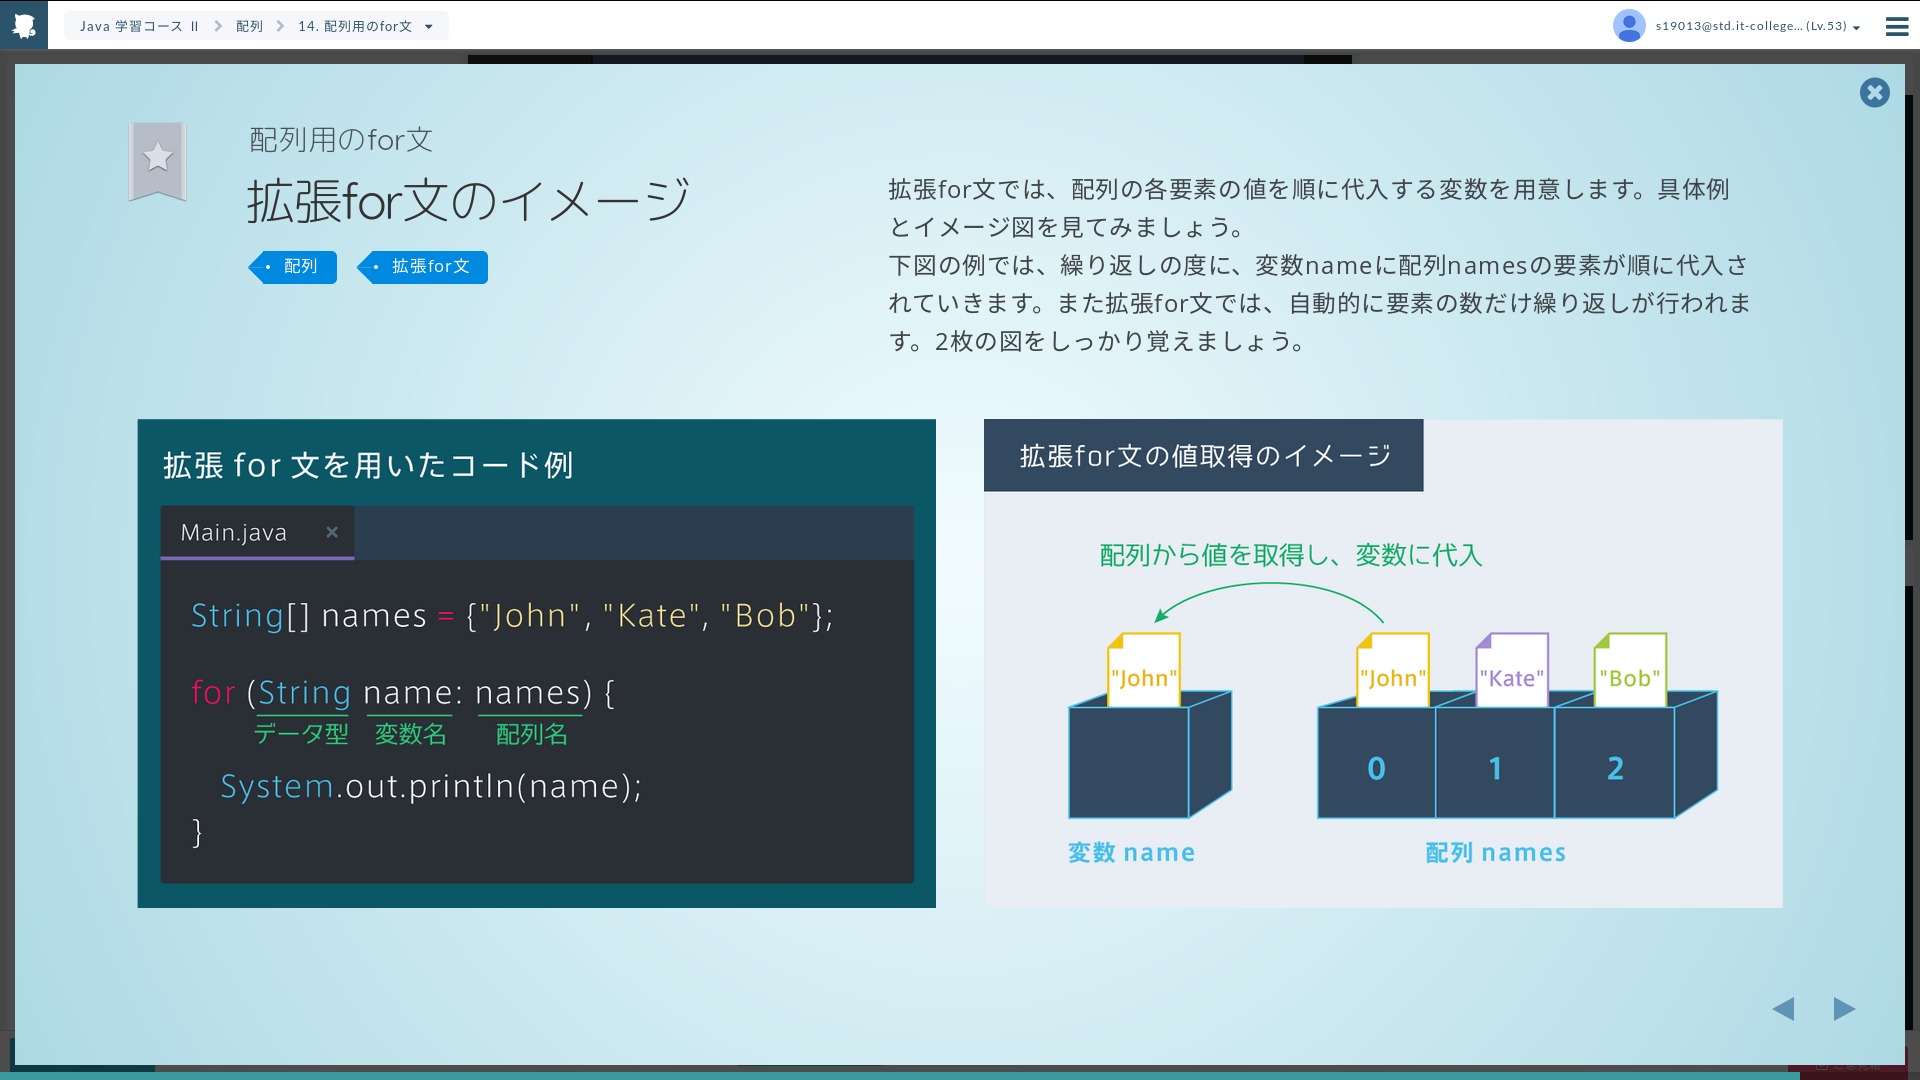 Java 学習コース Ⅱ
配列
14. 配列用のfor文
s19013@std.it-college... (Lv.53)
配列用のfor文
拡張for文のイメージ
配列
拡張for文
拡張for文では、配列の各要素の値を順に代入する変数を用意します。具体例
とイメージ図を見てみましょう。
下図の例では、繰り返しの度に、変数nameに配列namesの要素が順に代入さ
れていきます。また拡張for文では、自動的に要素の数だけ繰り返しが行われま
す。2枚の図をしっかり覚えましょう。
拡張 for 文を用いたコード例
Main.java
String[] names = {"John", "Kate", "Bob"};
for (String name: names) {
データ型 変数名 配列名
System.out.println(name);
}
拡張for文の値取得のイメージ
配列から値を取得し、変数に代入
"John" "John" "Kate" "Bob"
0 1 2
変数 name 配列 names